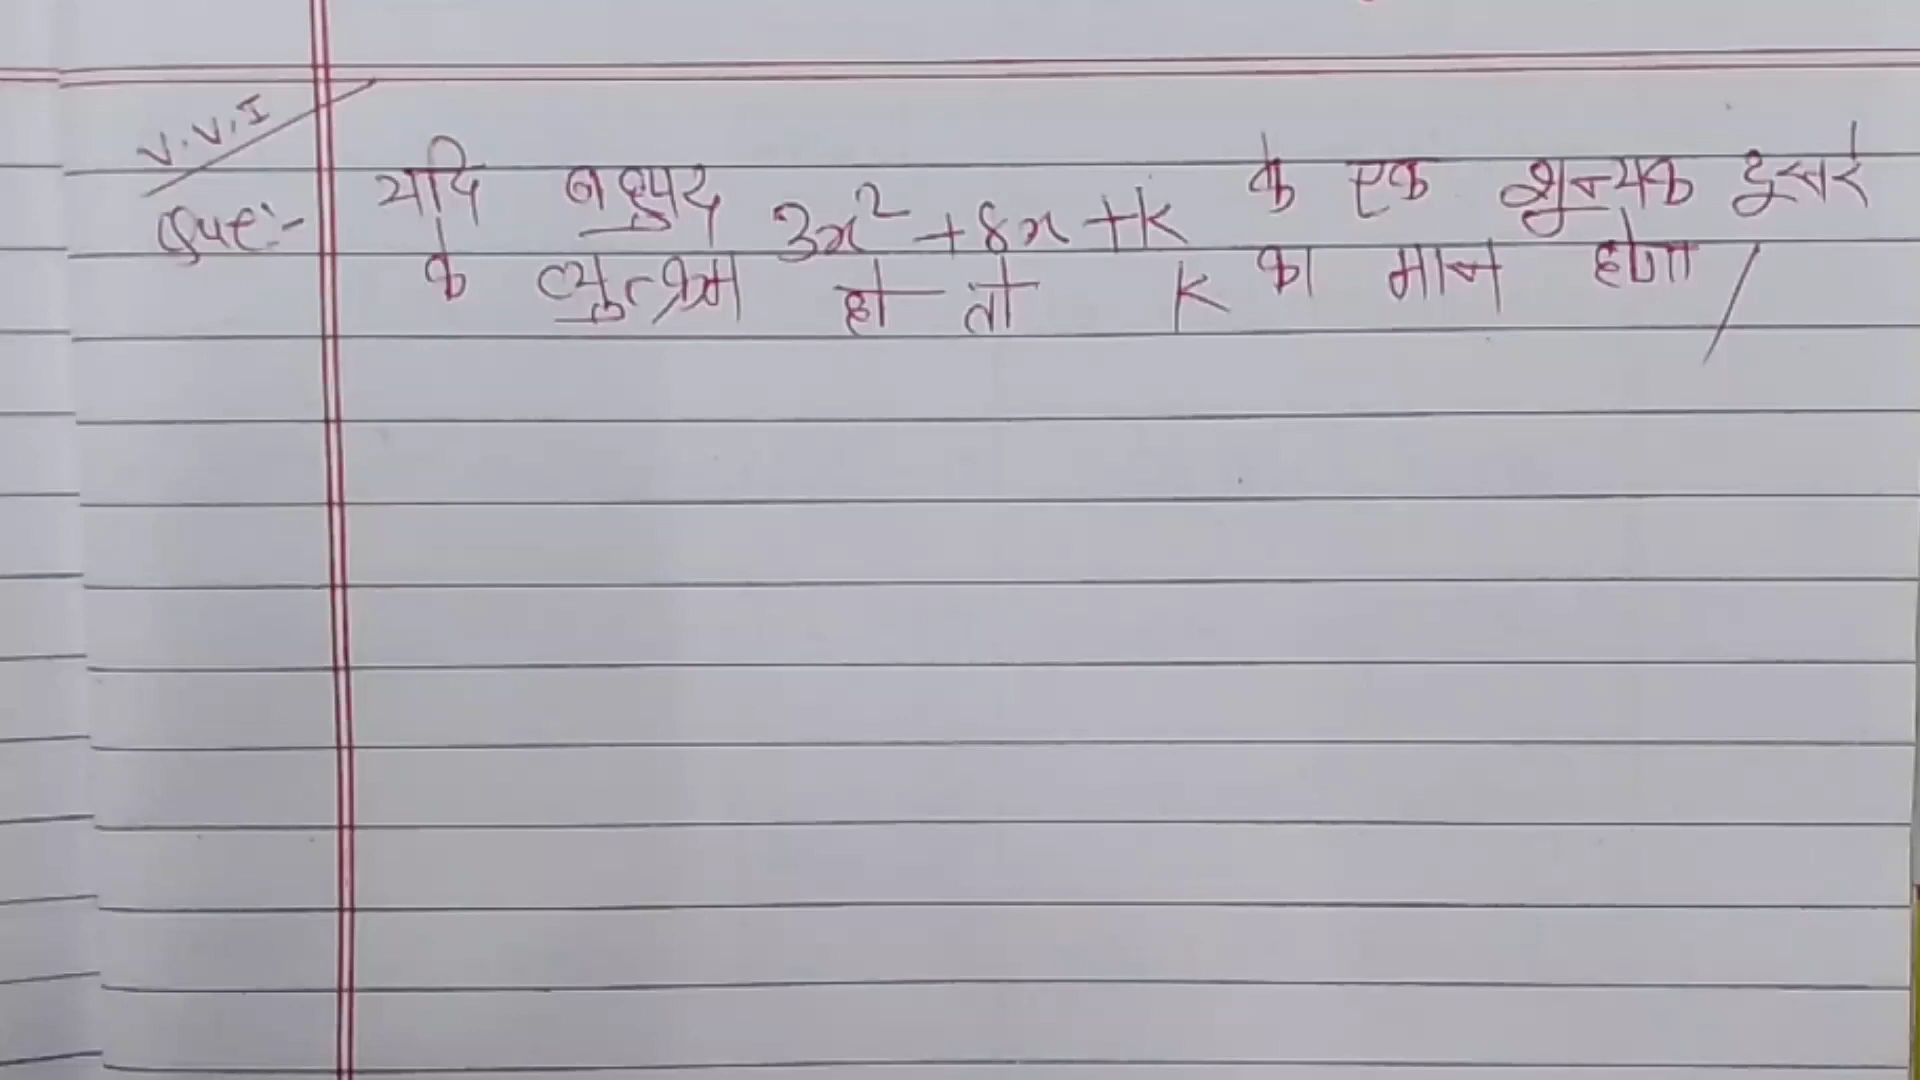 V.V.I
Que:- यदि बहुपद 3x² + 8x + k के एक शुन्यक दुसरे
के व्युत्क्रम हो तो k का मान होगा /